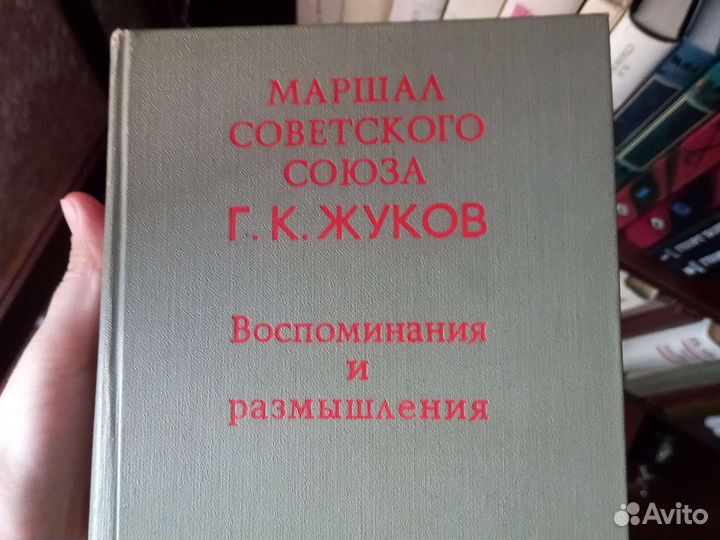 МАРШАЛ
СОВЕТСКОГО
СОЮЗА
Г. К. ЖУКОВ
Воспоминания
и
размышления
Avito